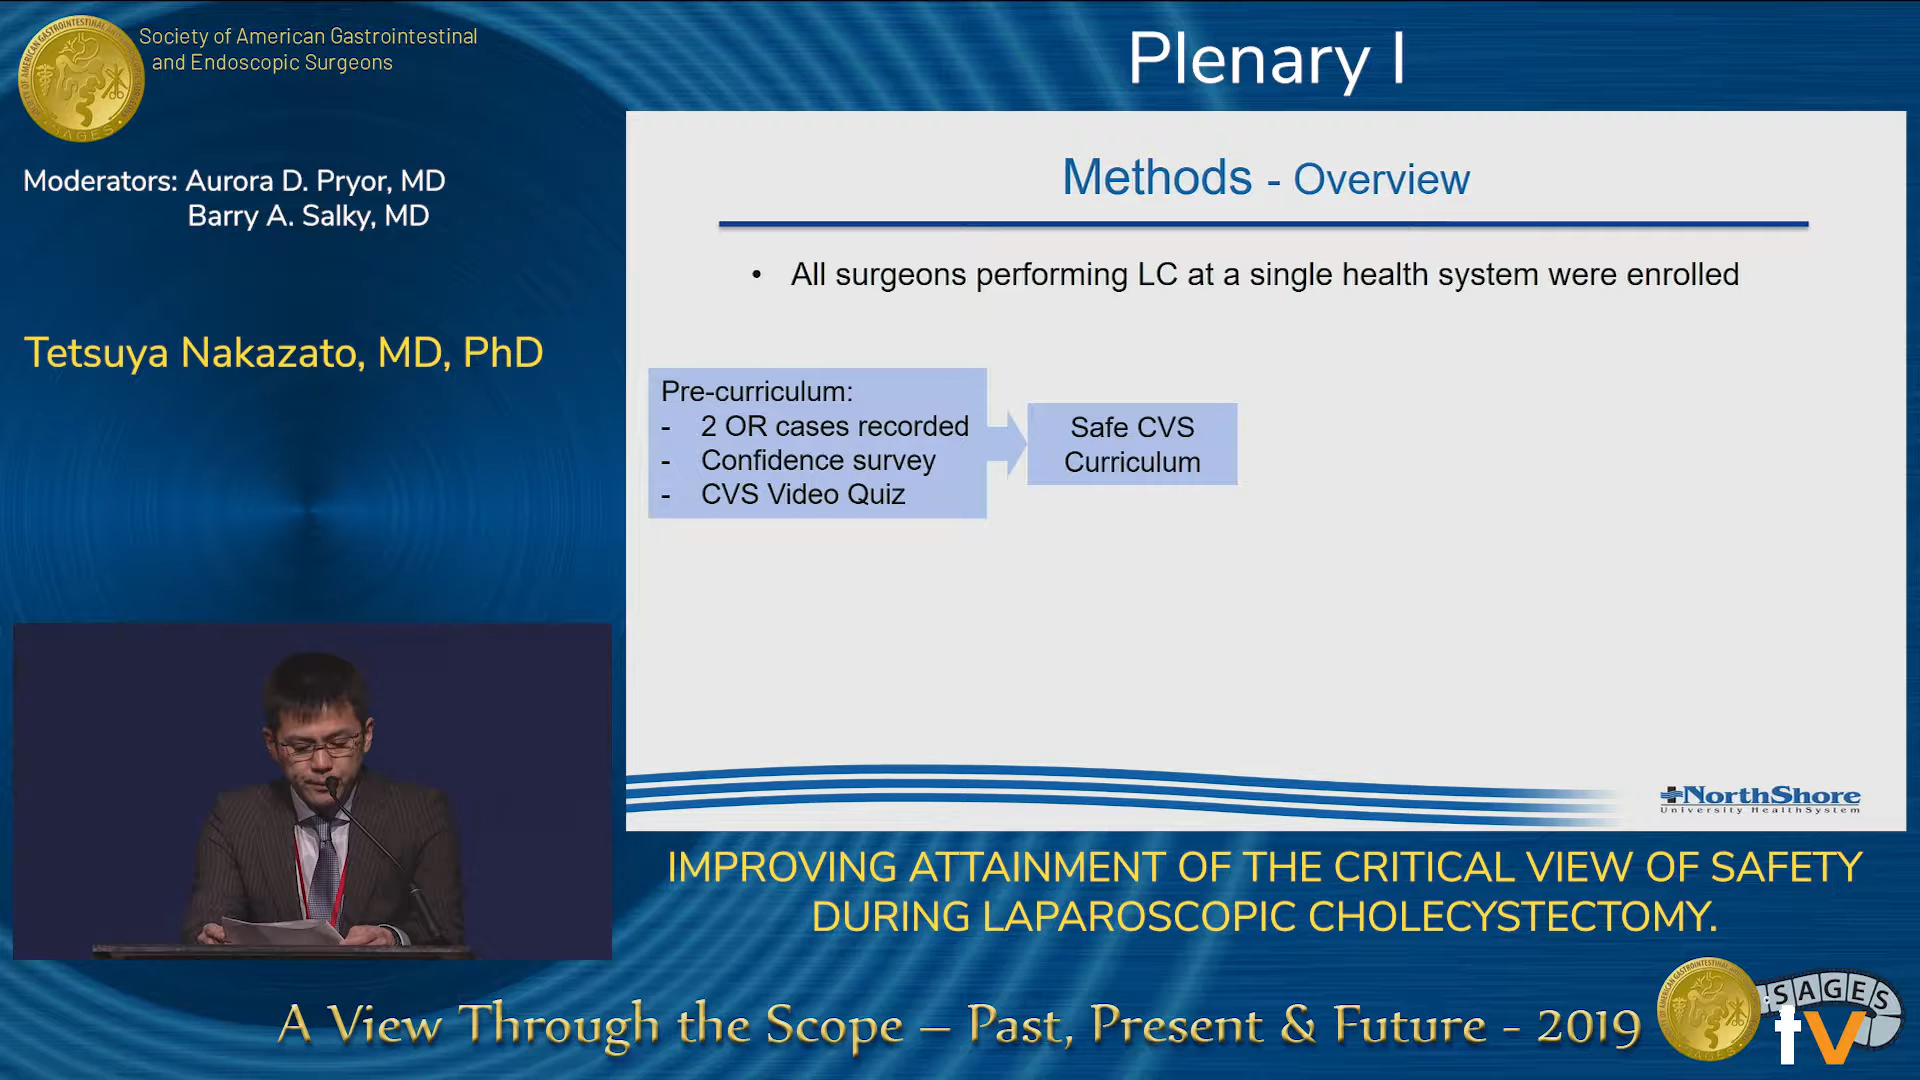 Society of American Gastrointestinal
and Endoscopic Surgeons
SAGES
Moderators: Aurora D. Pryor, MD
Barry A. Salky, MD
Tetsuya Nakazato, MD, PhD
Plenary I
Methods - Overview
• All surgeons performing LC at a single health system were enrolled
Pre-curriculum:
- 2 OR cases recorded
- Confidence survey
- CVS Video Quiz
Safe CVS
Curriculum
NorthShore
University HealthSystem
IMPROVING ATTAINMENT OF THE CRITICAL VIEW OF SAFETY
DURING LAPAROSCOPIC CHOLECYSTECTOMY.
A View Through the Scope – Past, Present & Future - 2019
SAGES
tv